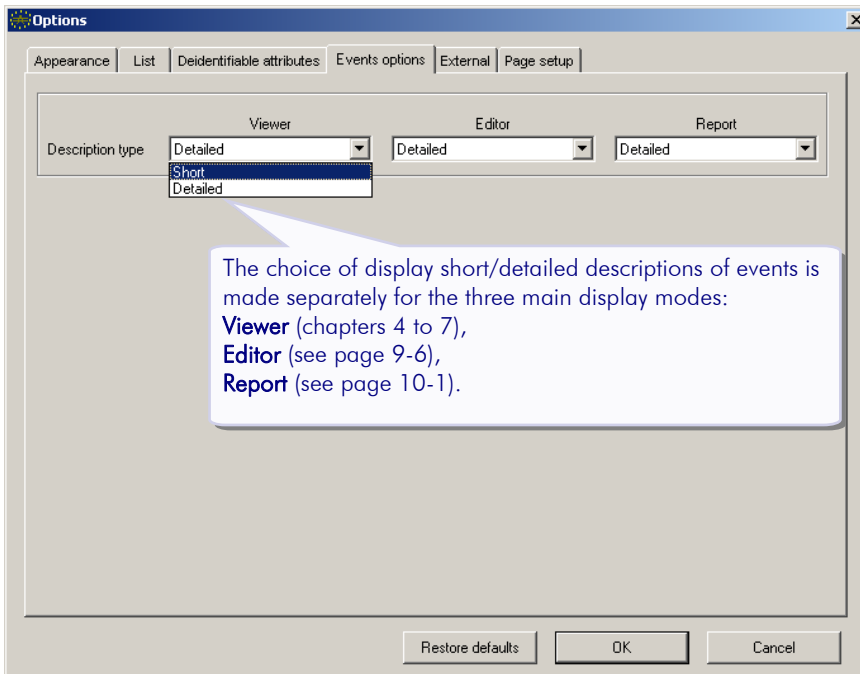 Options
Appearance List Deidentifiable attributes Events options External Page setup
Viewer Editor Report
Description type Detailed Detailed Detailed
Short
Detailed
The choice of display short/detailed descriptions of events is
made separately for the three main display modes:
Viewer (chapters 4 to 7),
Editor (see page 9-6),
Report (see page 10-1).
Restore defaults OK Cancel